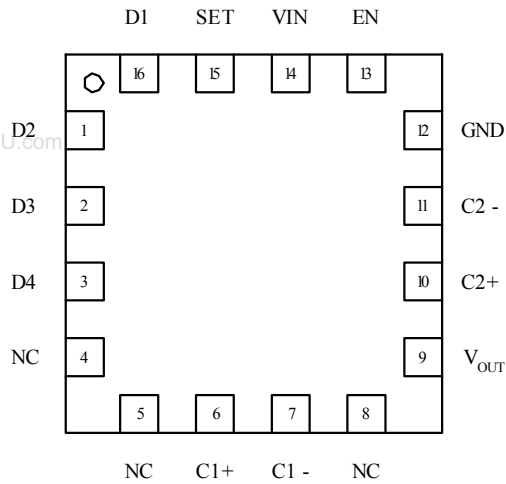 D1 SET VIN EN
16 15 14 13
D2 1 12 GND
U.com
D3 2 11 C2 -
D4 3 10 C2+
NC 4 9 VOUT
5 6 7 8
NC C1+ C1 - NC